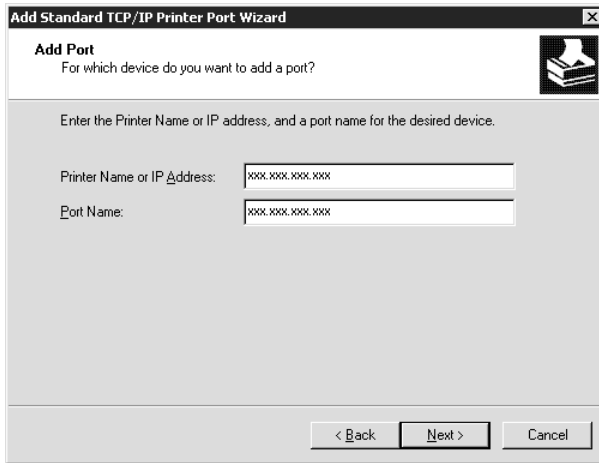 Add Standard TCP/IP Printer Port Wizard
Add Port
For which device do you want to add a port?
Enter the Printer Name or IP address, and a port name for the desired device.
Printer Name or IP Address: xxx.xxx.xxx.xxx
Port Name: xxx.xxx.xxx.xxx
< Back Next > Cancel